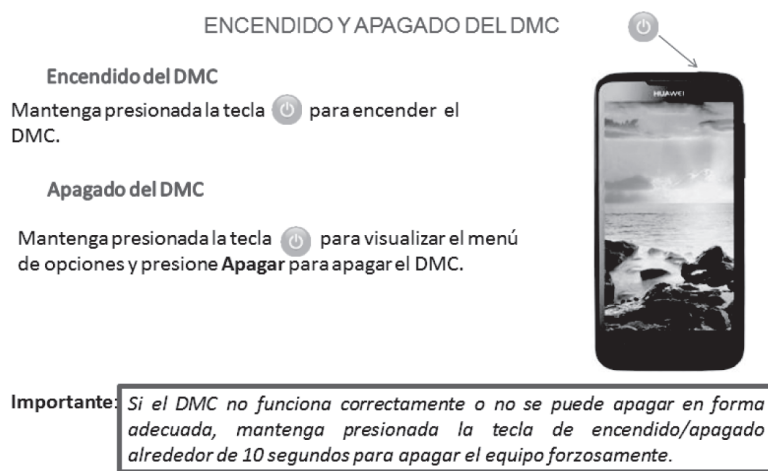 ENCENDIDO Y APAGADO DEL DMC
HUAWEI
Encendido del DMC
Mantenga presionada la tecla para encender el
DMC.
Apagado del DMC
Mantenga presionada la tecla para visualizar el menú
de opciones y presione Apagar para apagar el DMC.
Importante: Si el DMC no funciona correctamente o no se puede apagar en forma
adecuada, mantenga presionada la tecla de encendido/apagado
alrededor de 10 segundos para apagar el equipo forzosamente.